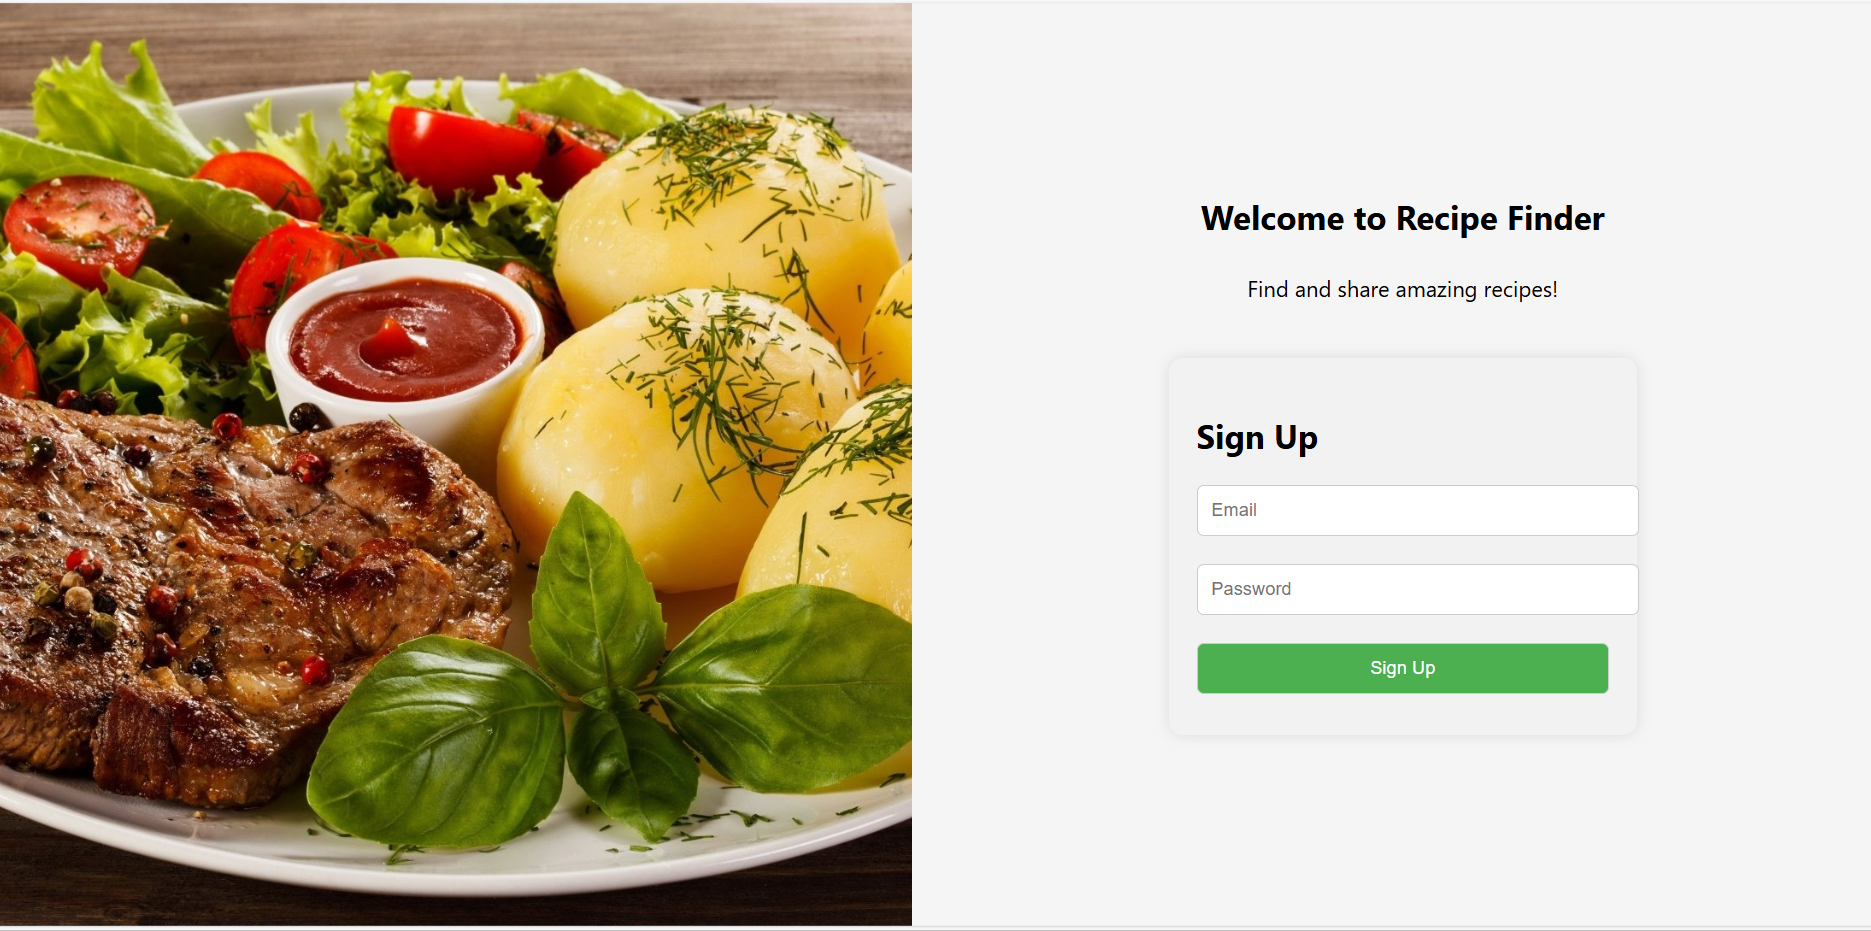 Welcome to Recipe Finder
Find and share amazing recipes!
Sign Up
Email
Password
Sign Up